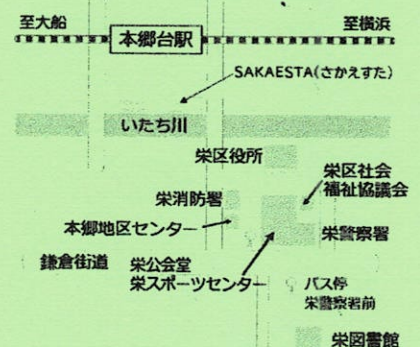 至大船
至横浜
本郷台駅
SAKAESTA(さかえすた)
いたち川
栄区役所
栄区社会
福祉協議会
栄消防署
本郷地区センター
栄警察署
鎌倉街道
栄公会堂
栄スポーツセンター
バス停
栄警察署前
栄図書館